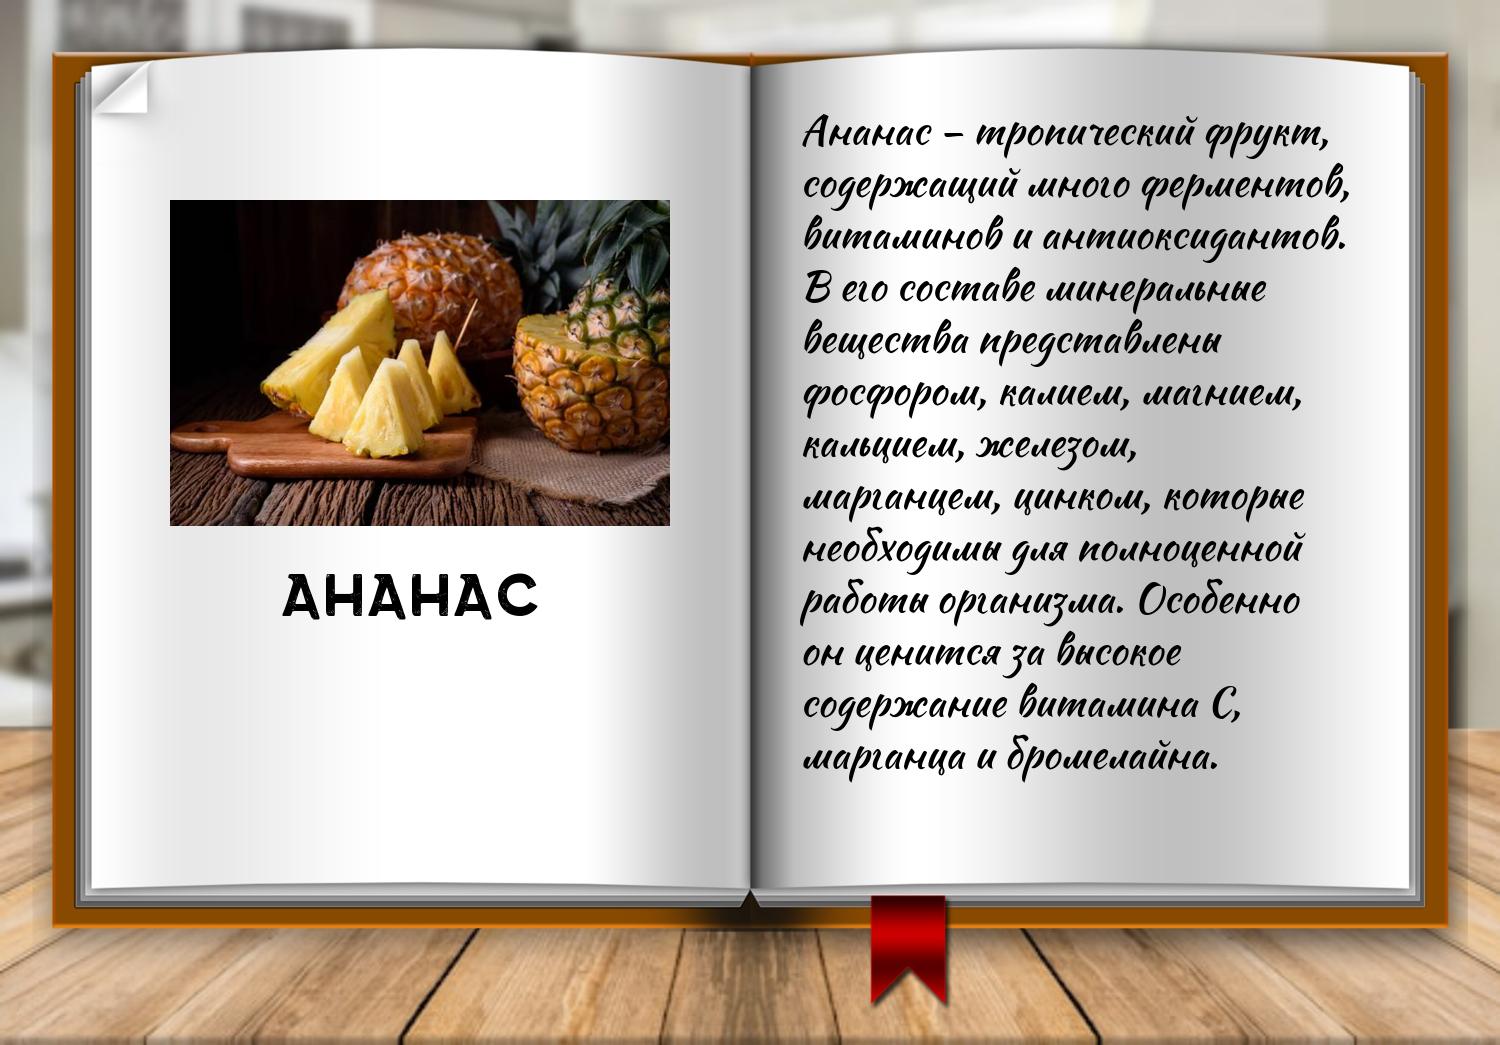 АНАНАС
Ананас – тропический фрукт,
содержащий много ферментов,
витаминов и антиоксидантов.
В его составе минеральные
вещества представлены
фосфором, калием, магнием,
кальцием, железом,
марганцем, цинком, которые
необходимы для полноценной
работы организма. Особенно
он ценится за высокое
содержание витамина С,
марганца и бромелайна.